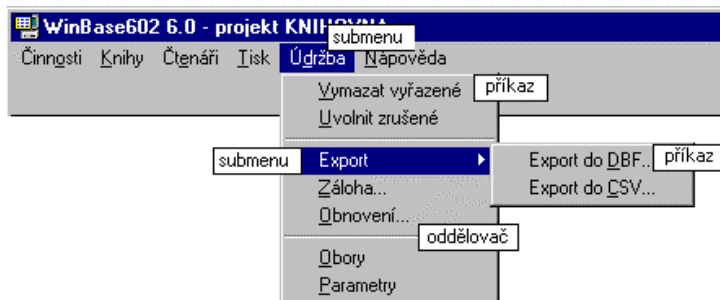 WinBase602 6.0 - projekt KNIHOVNA
submenu
Činnosti Knihy Čtenáři Tisk Údržba Nápověda
Vymazat vyřazené příkaz
Uvolnit zrušené
submenu Export Export do DBF... příkaz
Záloha... Export do CSV...
Obnovení...
oddělovač
Obory
Parametry